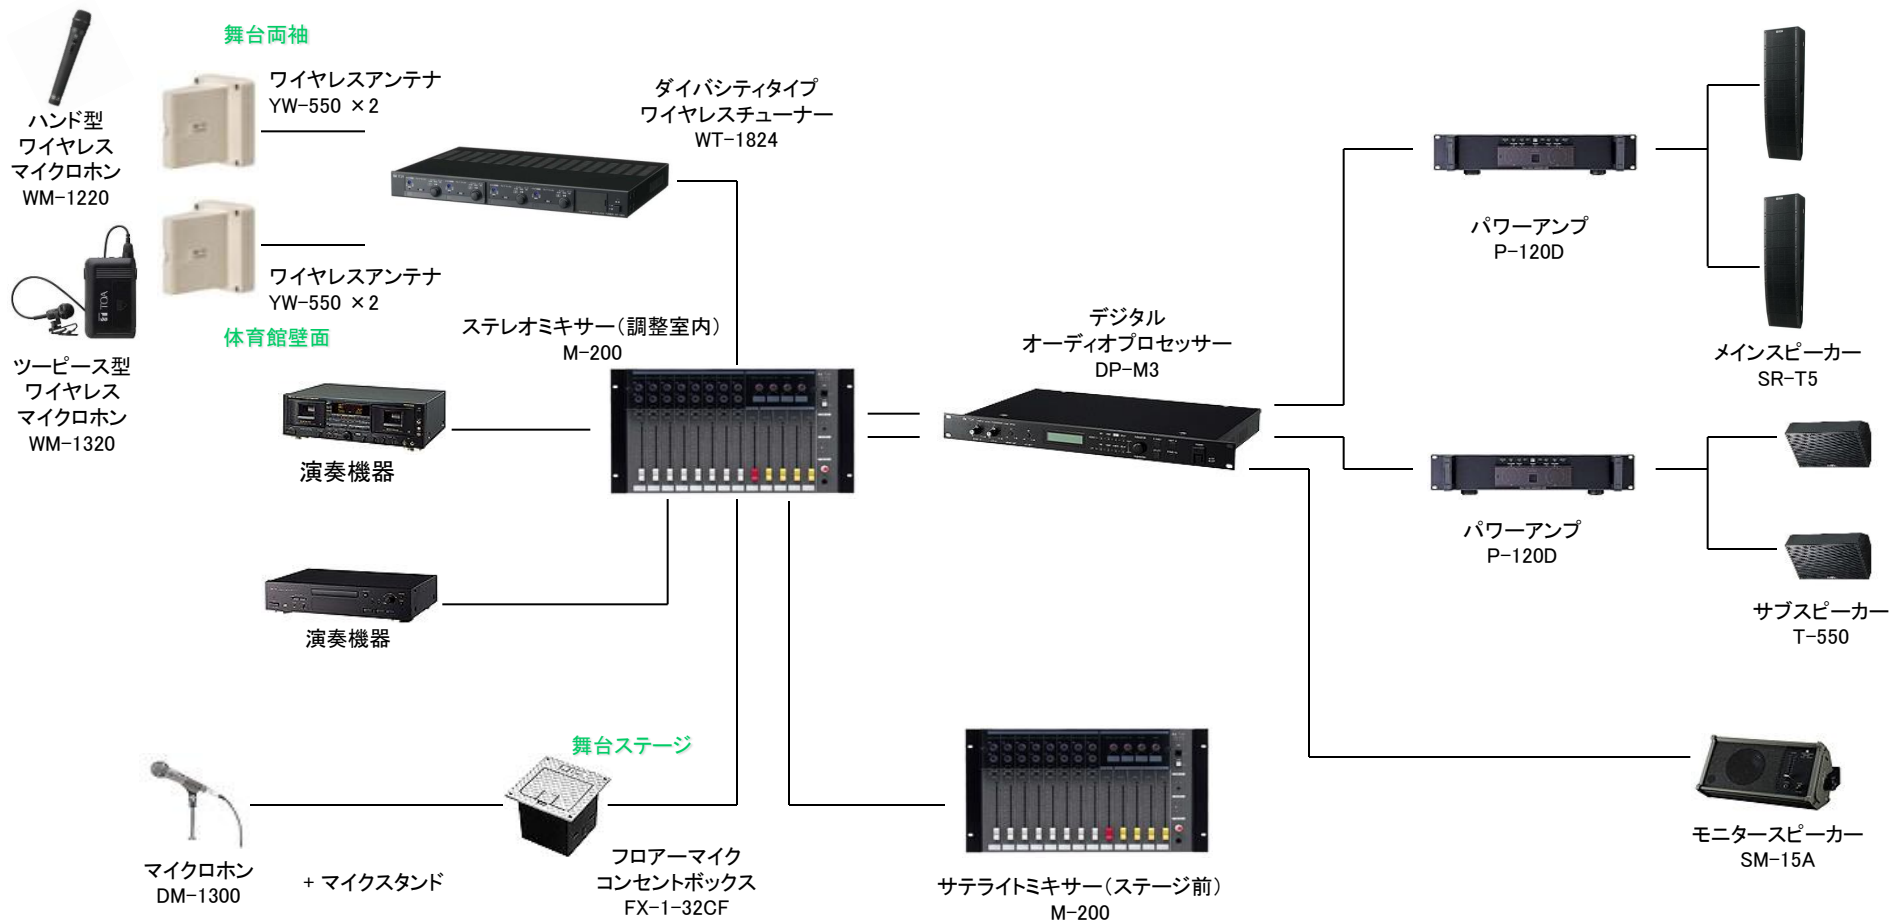 舞台両袖
ワイヤレスアンテナ
YW-550 ×2
ハンド型
ワイヤレス
マイクロホン
WM-1220
ダイバシティタイプ
ワイヤレスチューナー
WT-1824
ワイヤレスアンテナ
YW-550 ×2
体育館壁面
TOA
ツーピース型
ワイヤレス
マイクロホン
WM-1320
ステレオミキサー（調整室内）
M-200
演奏機器
演奏機器
デジタル
オーディオプロセッサー
DP-M3
パワーアンプ
P-120D
メインスピーカー
SR-T5
パワーアンプ
P-120D
サブスピーカー
T-550
舞台ステージ
マイクロホン
DM-1300
+ マイクスタンド
フロアーマイク
コンセントボックス
FX-1-32CF
サテライトミキサー（ステージ前）
M-200
モニタースピーカー
SM-15A